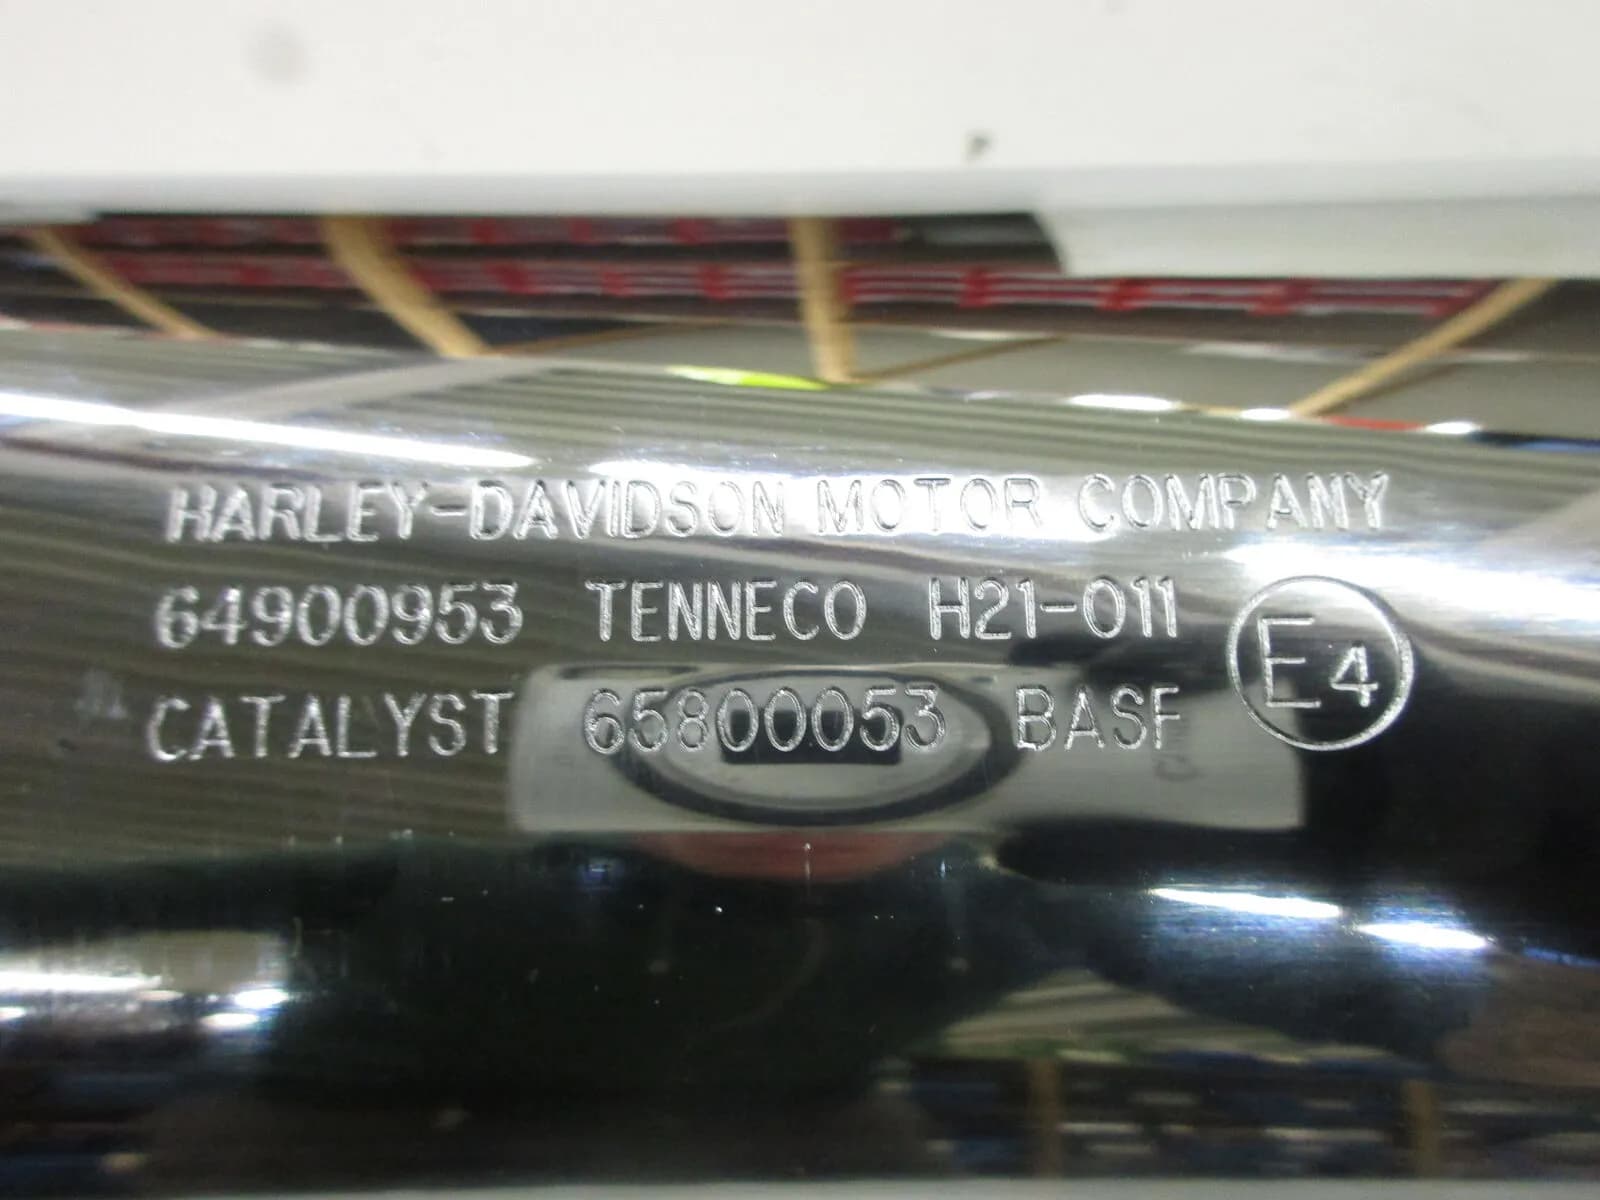 HARLEY-DAVIDSON MOTOR COMPANY
64900953 TENNECO H21-011
CATALYST 65800053 BASF
E4